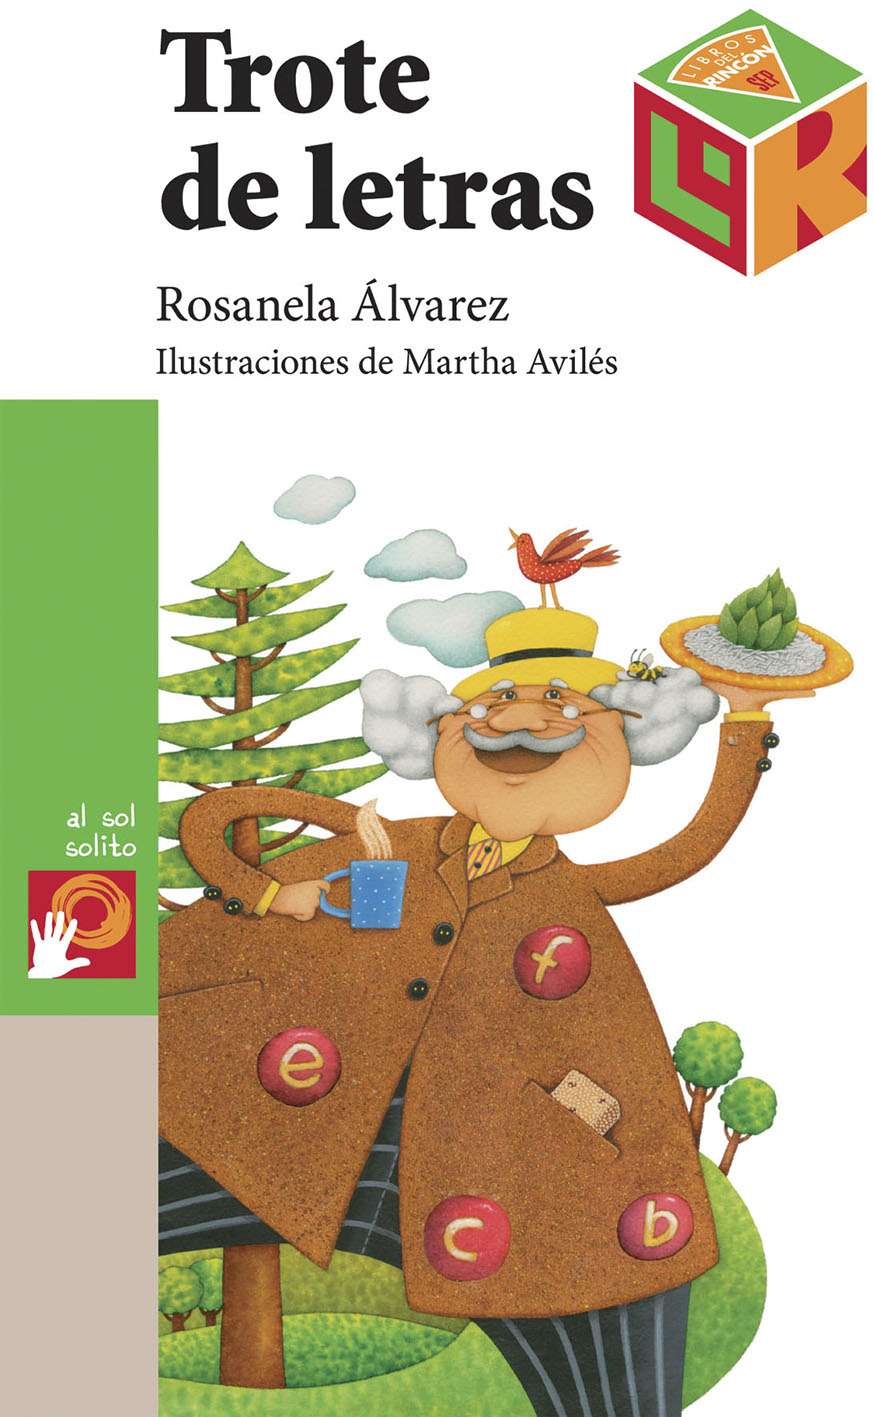 Trote
de letras
LIBROS
DEL
RINCÓN
SEP
L R
Rosanela Álvarez
Ilustraciones de Martha Avilés
al sol
solito
f
e
c
b